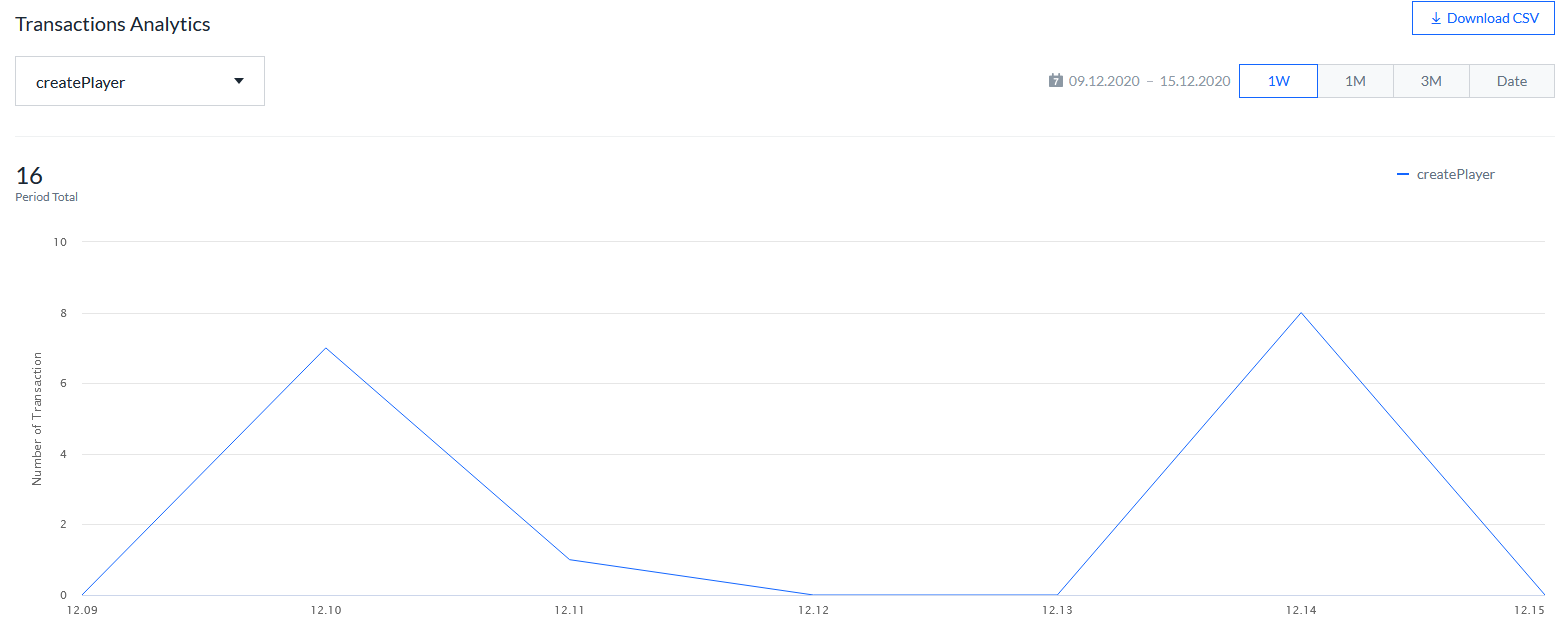 Transactions Analytics
Download CSV
createPlayer
7
09.12.2020 – 15.12.2020
1W
1M
3M
Date
16
Period Total
createPlayer
10
8
6
4
2
0
Number of Transaction
12.09
12.10
12.11
12.12
12.13
12.14
12.15